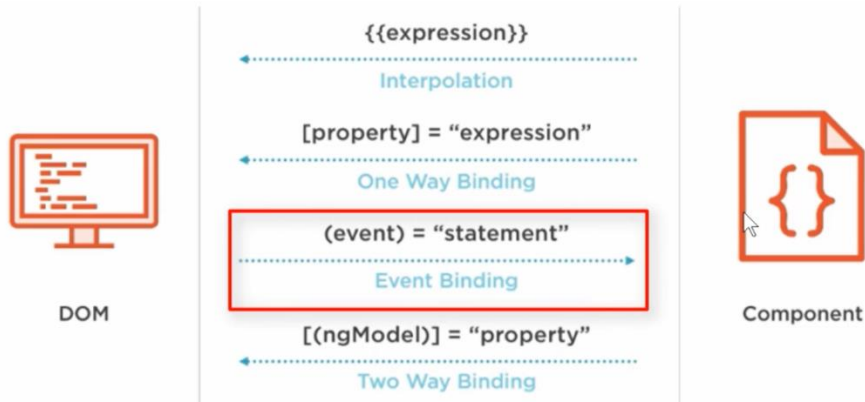 {{expression}}
Interpolation
[property] = “expression”
One Way Binding
(event) = “statement”
Event Binding
DOM
Component
[(ngModel)] = “property”
Two Way Binding